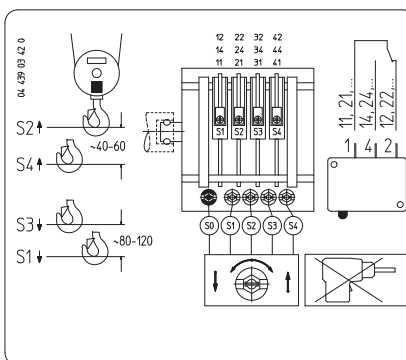 04 439 03 42 0
S2
S4
~40-60
S3
S1
~80-120
12 22 32 42
14 24 34 44
11 21 31 41
S1 S2 S3 S4
S0 S1 S2 S3 S4
11, 21,...
14, 24,...
12, 22,...
1 4 2